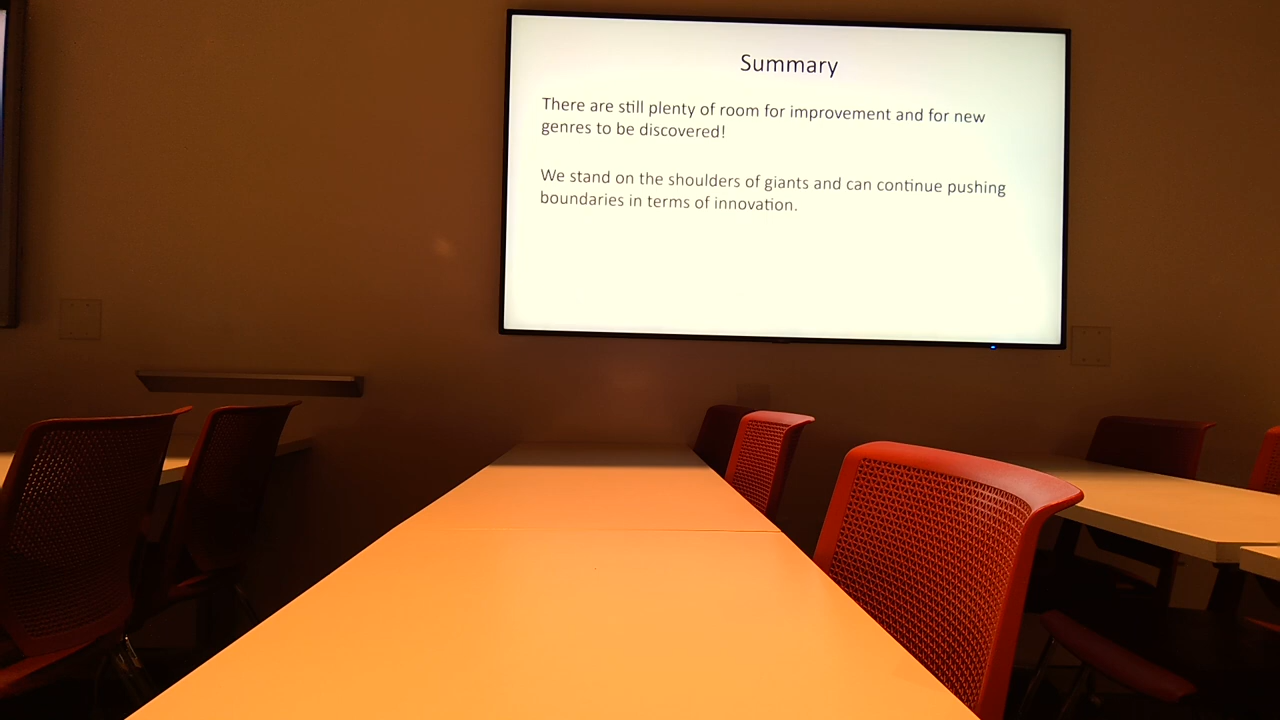 Summary
There are still plenty of room for improvement and for new
genres to be discovered!
We stand on the shoulders of giants and can continue pushing
boundaries in terms of innovation.